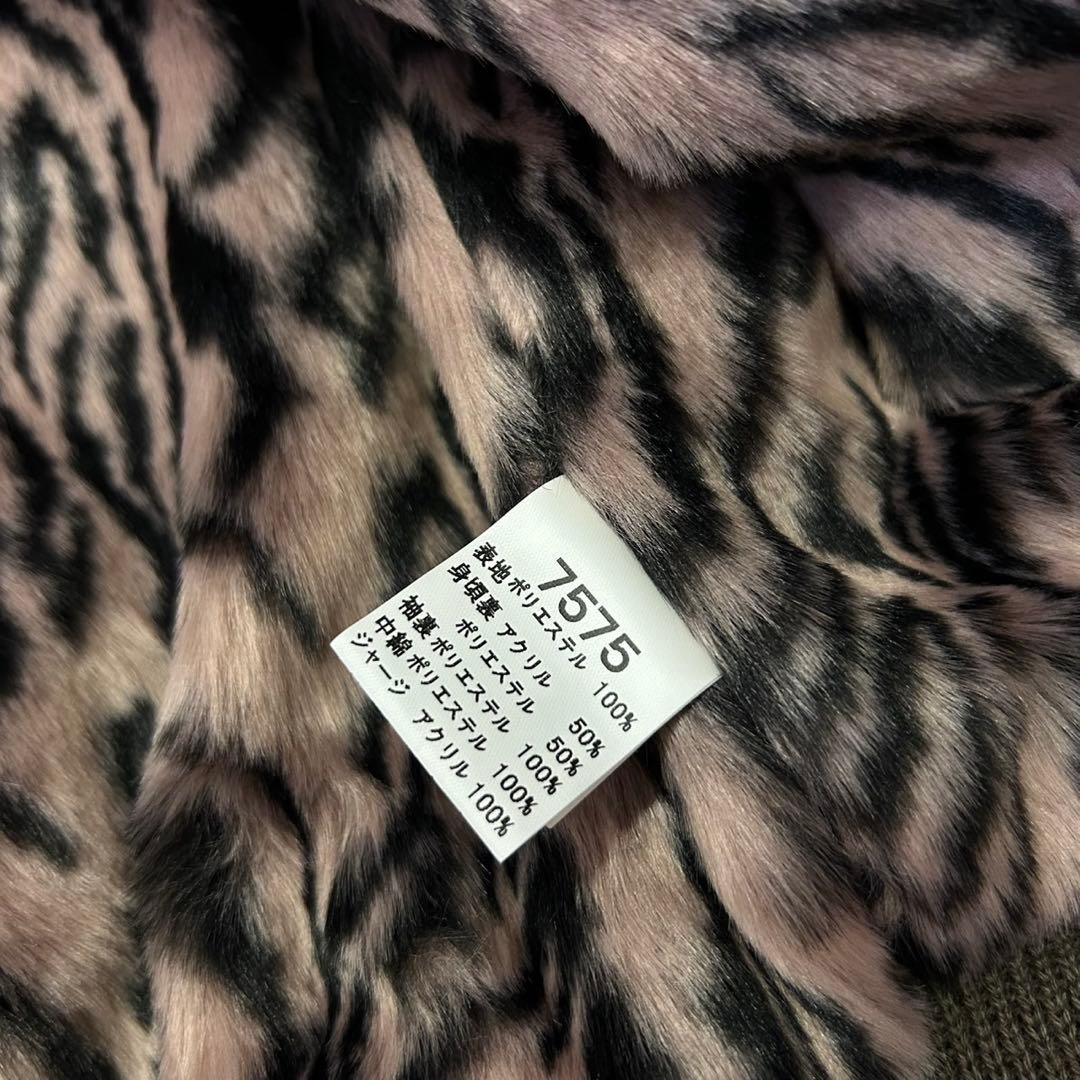 7575
表地 ポリエステル 100%
身頃裏 アクリル 50%
ポリエステル 50%
袖裏 ポリエステル 100%
中綿 ポリエステル 100%
ジャージ アクリル 100%